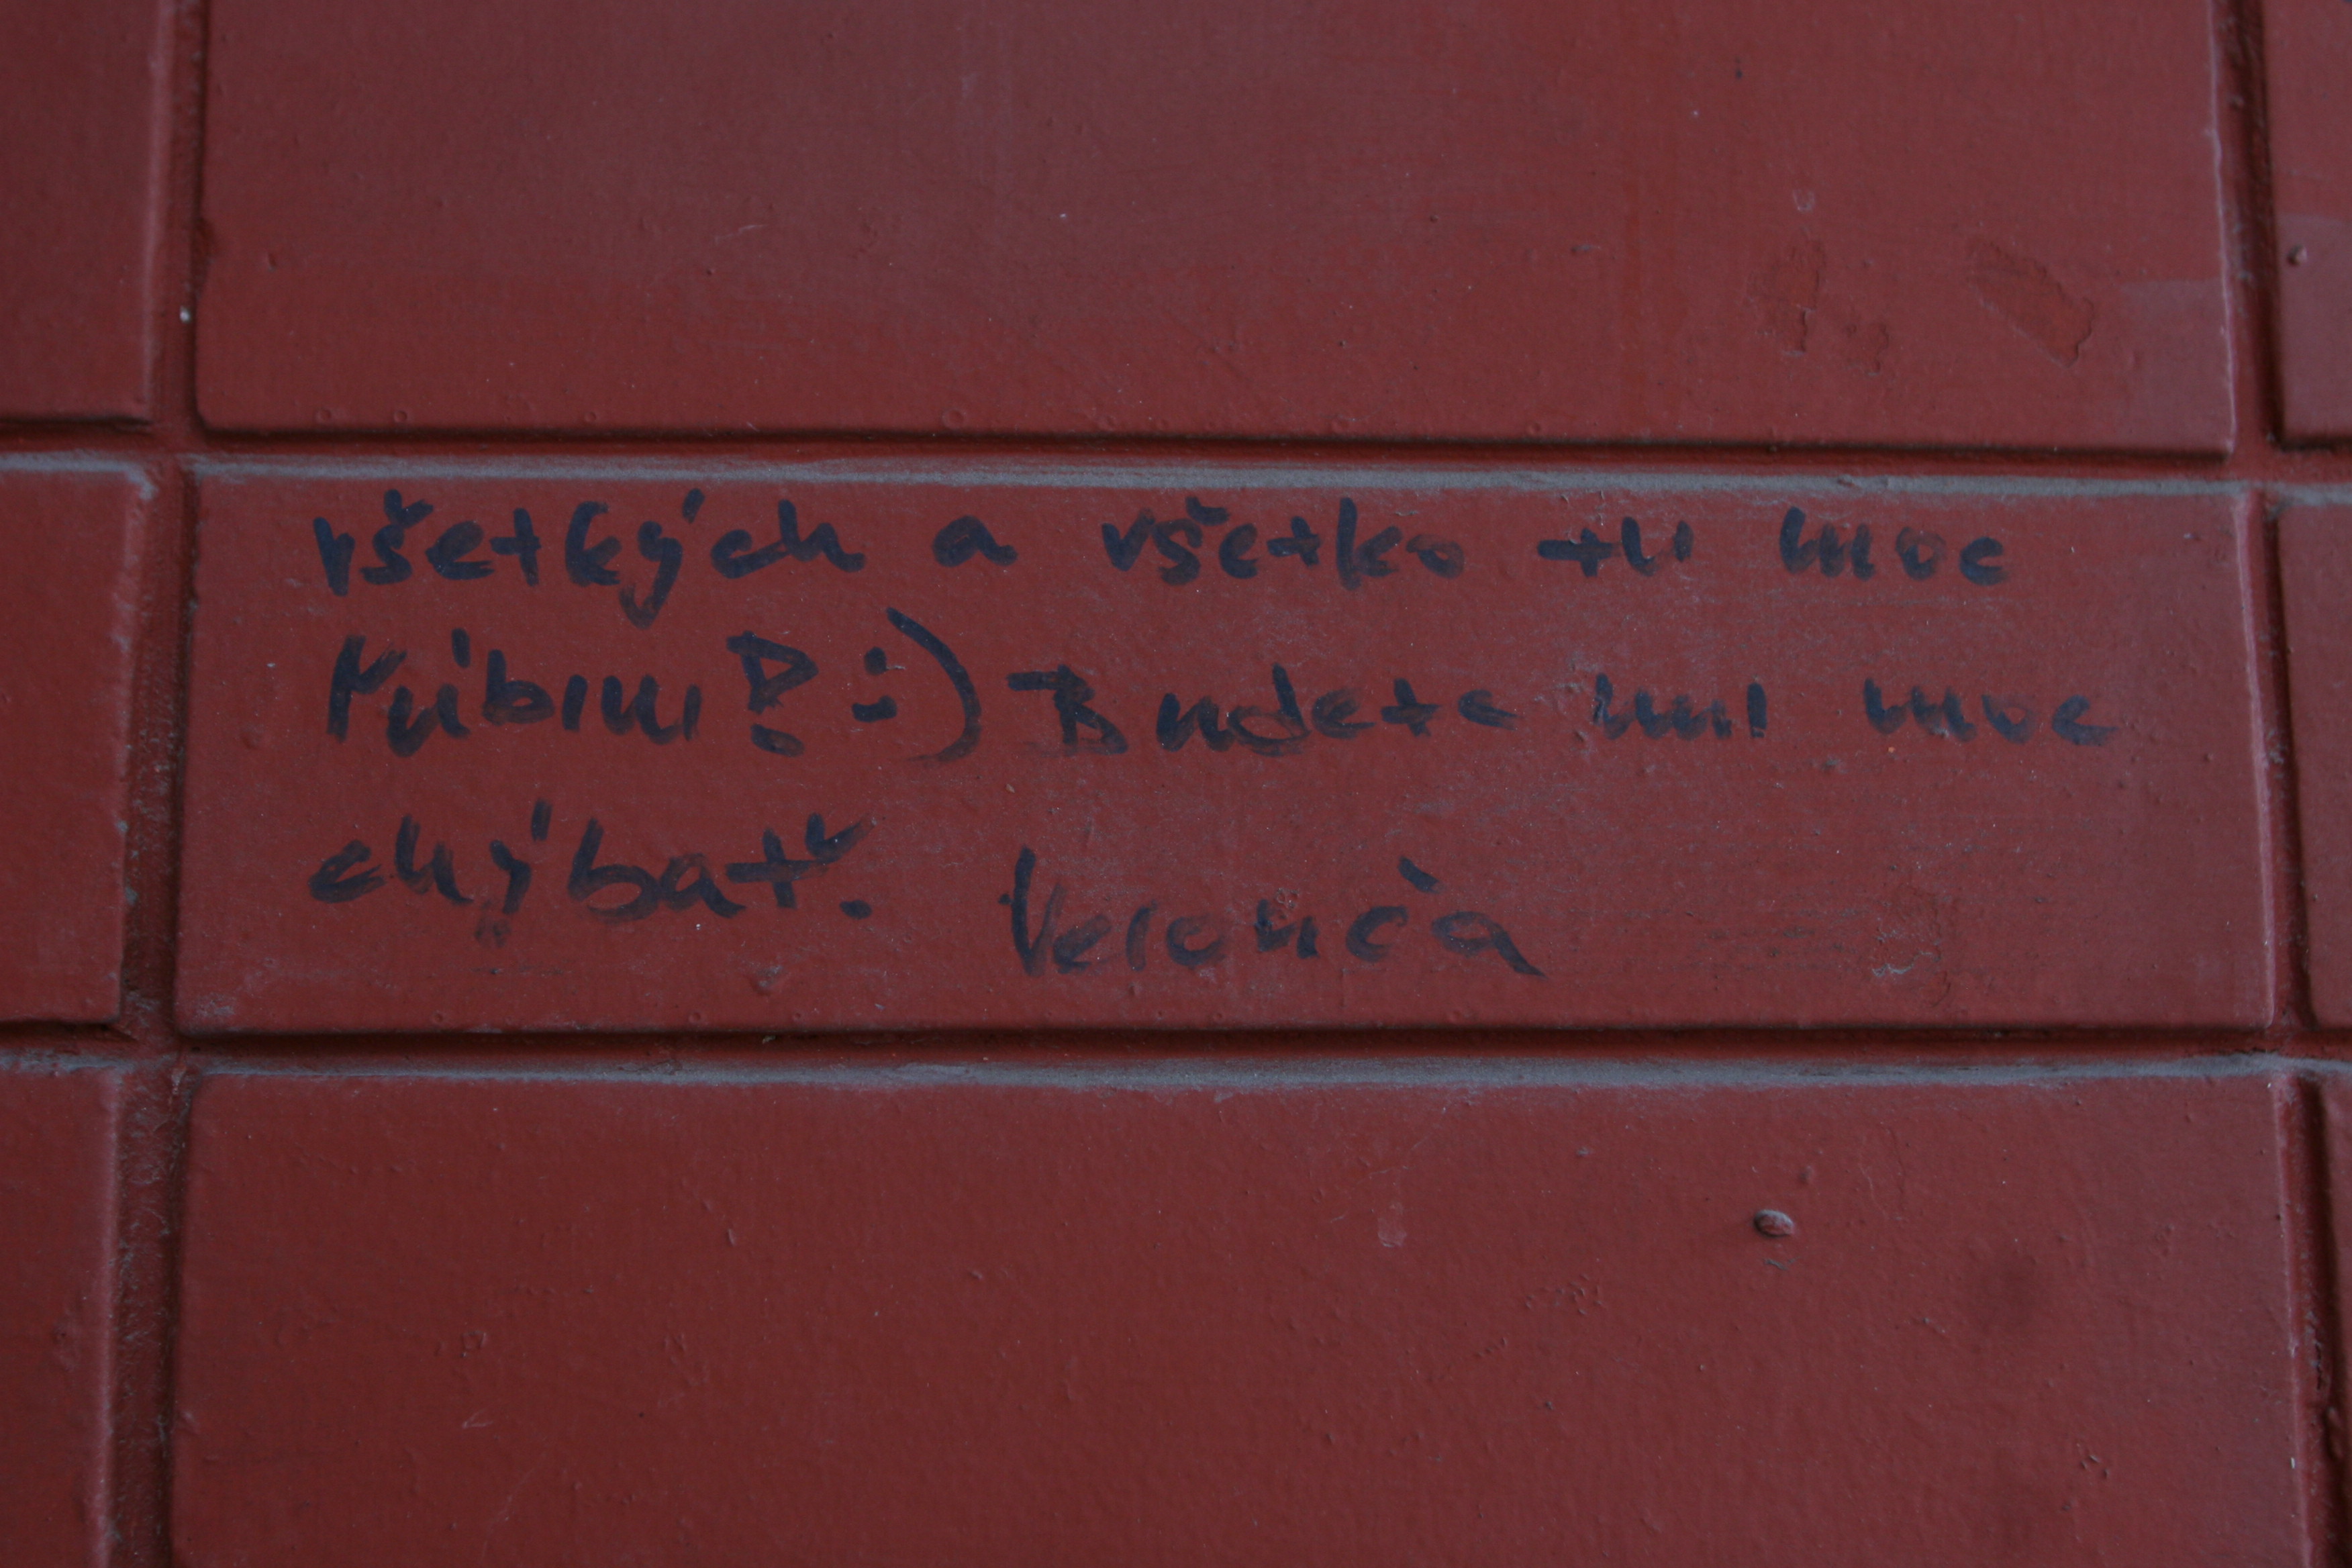 všetkých a všetko tu moc
ľúbim! :) Budete mi moc
chýbať. Veronča